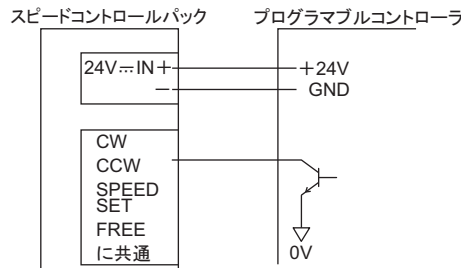 スピードコントロールパック
プログラマブルコントローラ
24V⎓IN+
−
+24V
GND
CW
CCW
SPEED
SET
FREE
に共通
0V